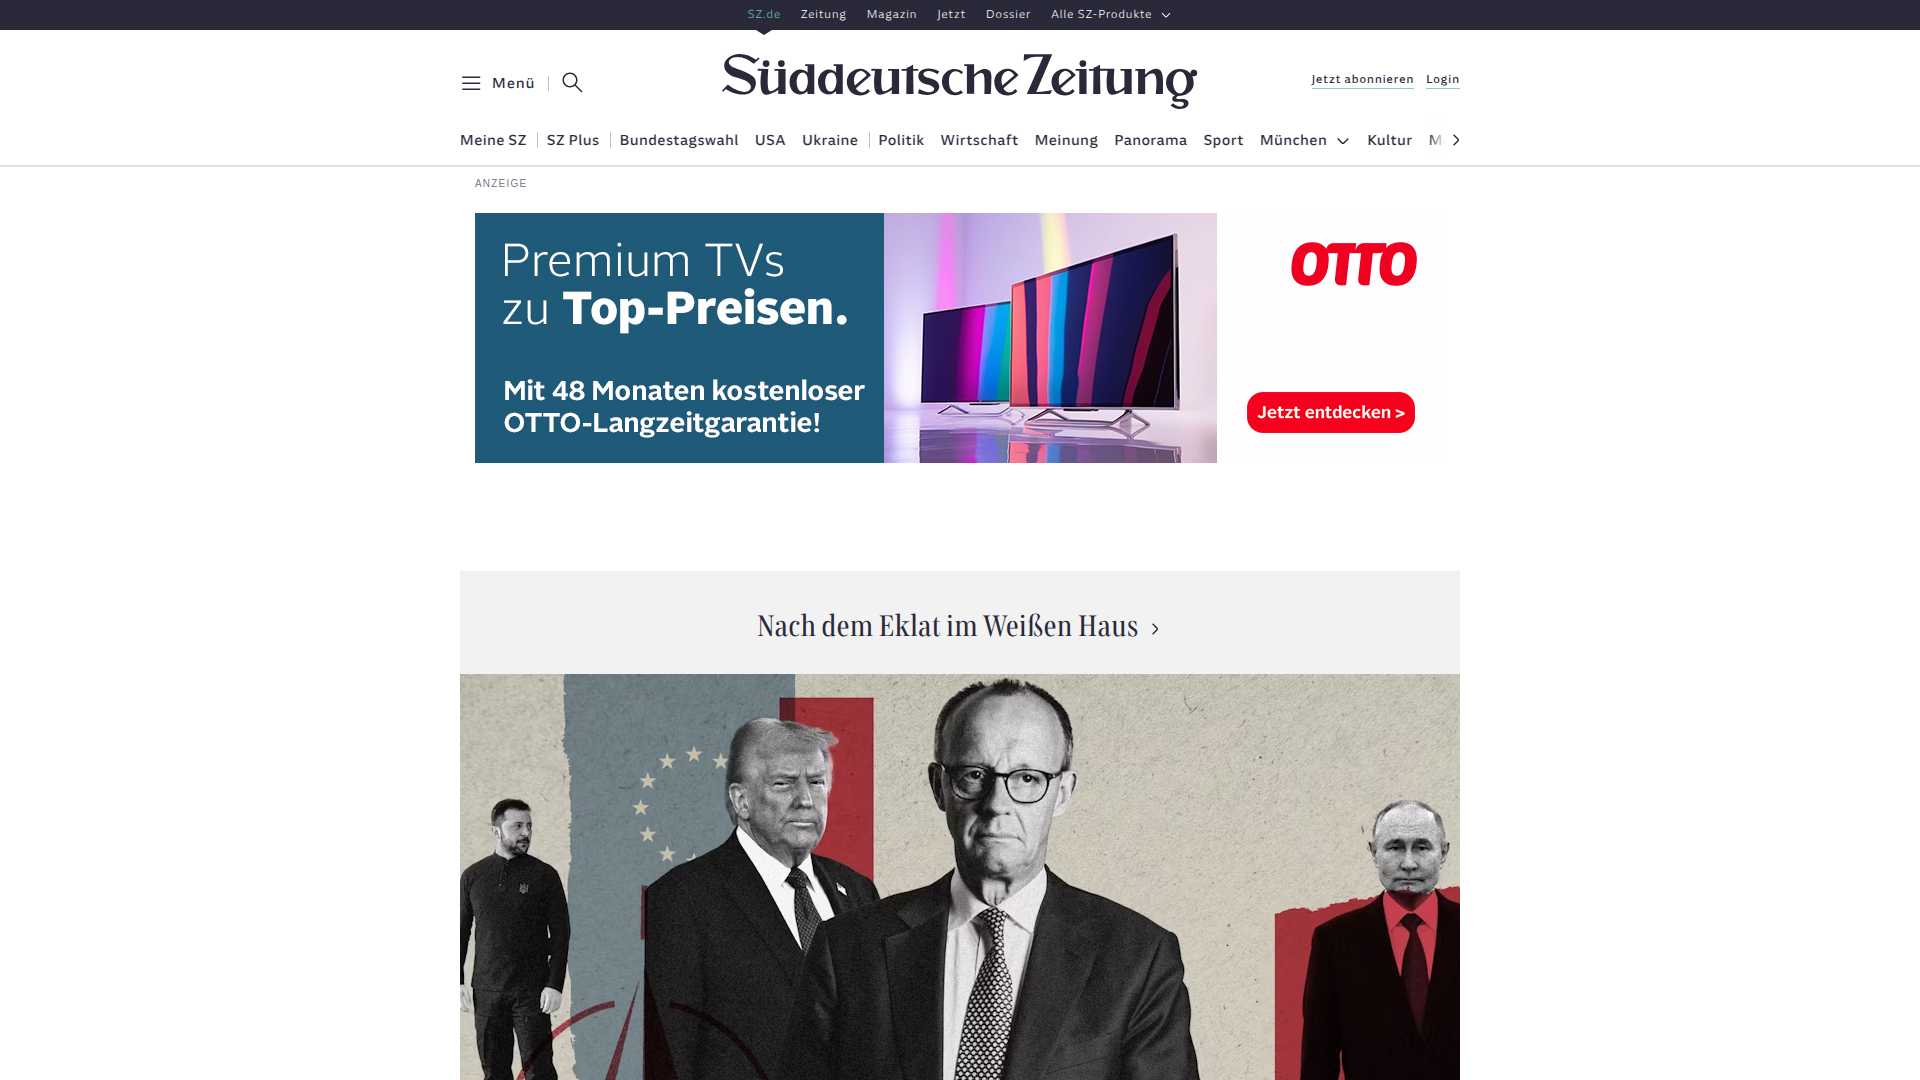 SZ.de Zeitung Magazin Jetzt Dossier Alle SZ-Produkte
Menü
Süddeutsche Zeitung
Jetzt abonnieren Login
Meine SZ SZ Plus Bundestagswahl USA Ukraine Politik Wirtschaft Meinung Panorama Sport München Kultur M
ANZEIGE
Premium TVs
zu Top-Preisen.
Mit 48 Monaten kostenloser
OTTO-Langzeitgarantie!
OTTO
Jetzt entdecken >
Nach dem Eklat im Weißen Haus